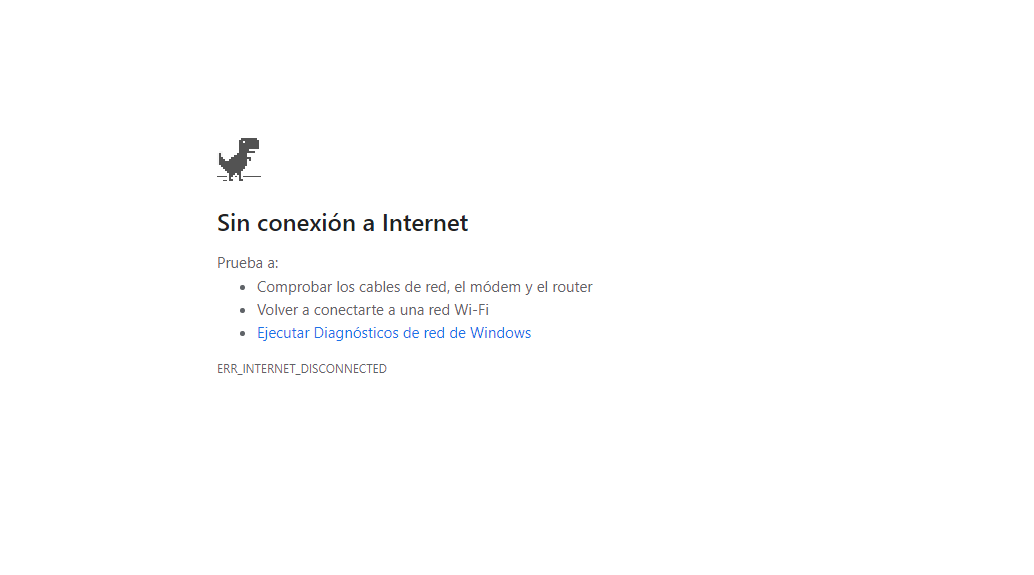 Sin conexión a Internet
Prueba a:
Comprobar los cables de red, el módem y el router
Volver a conectarte a una red Wi-Fi
Ejecutar Diagnósticos de red de Windows
ERR_INTERNET_DISCONNECTED